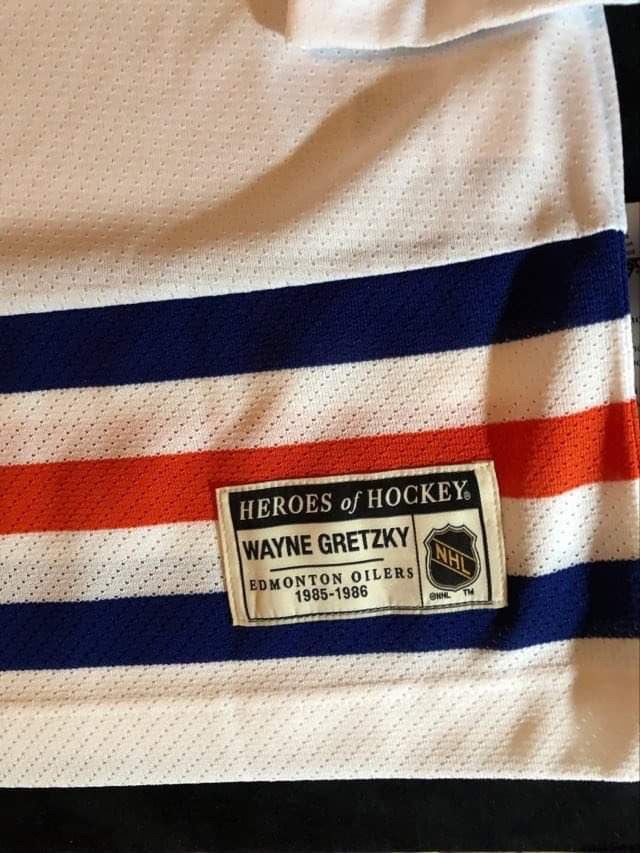 HEROES of HOCKEY®
WAYNE GRETZKY
EDMONTON OILERS
1985-1986
NHL
©NHL TM